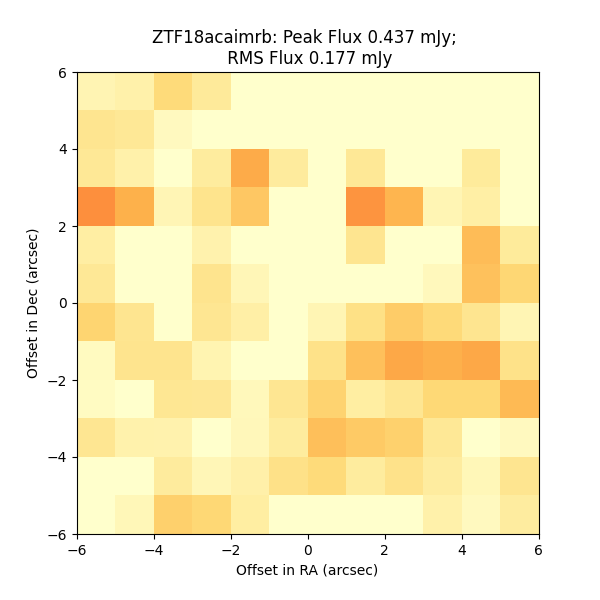 ZTF18acaimrb: Peak Flux 0.437 mJy;
RMS Flux 0.177 mJy
6
4
2
0
−2
−4
−6
Offset in Dec (arcsec)
−6 −4 −2 0 2 4 6
Offset in RA (arcsec)